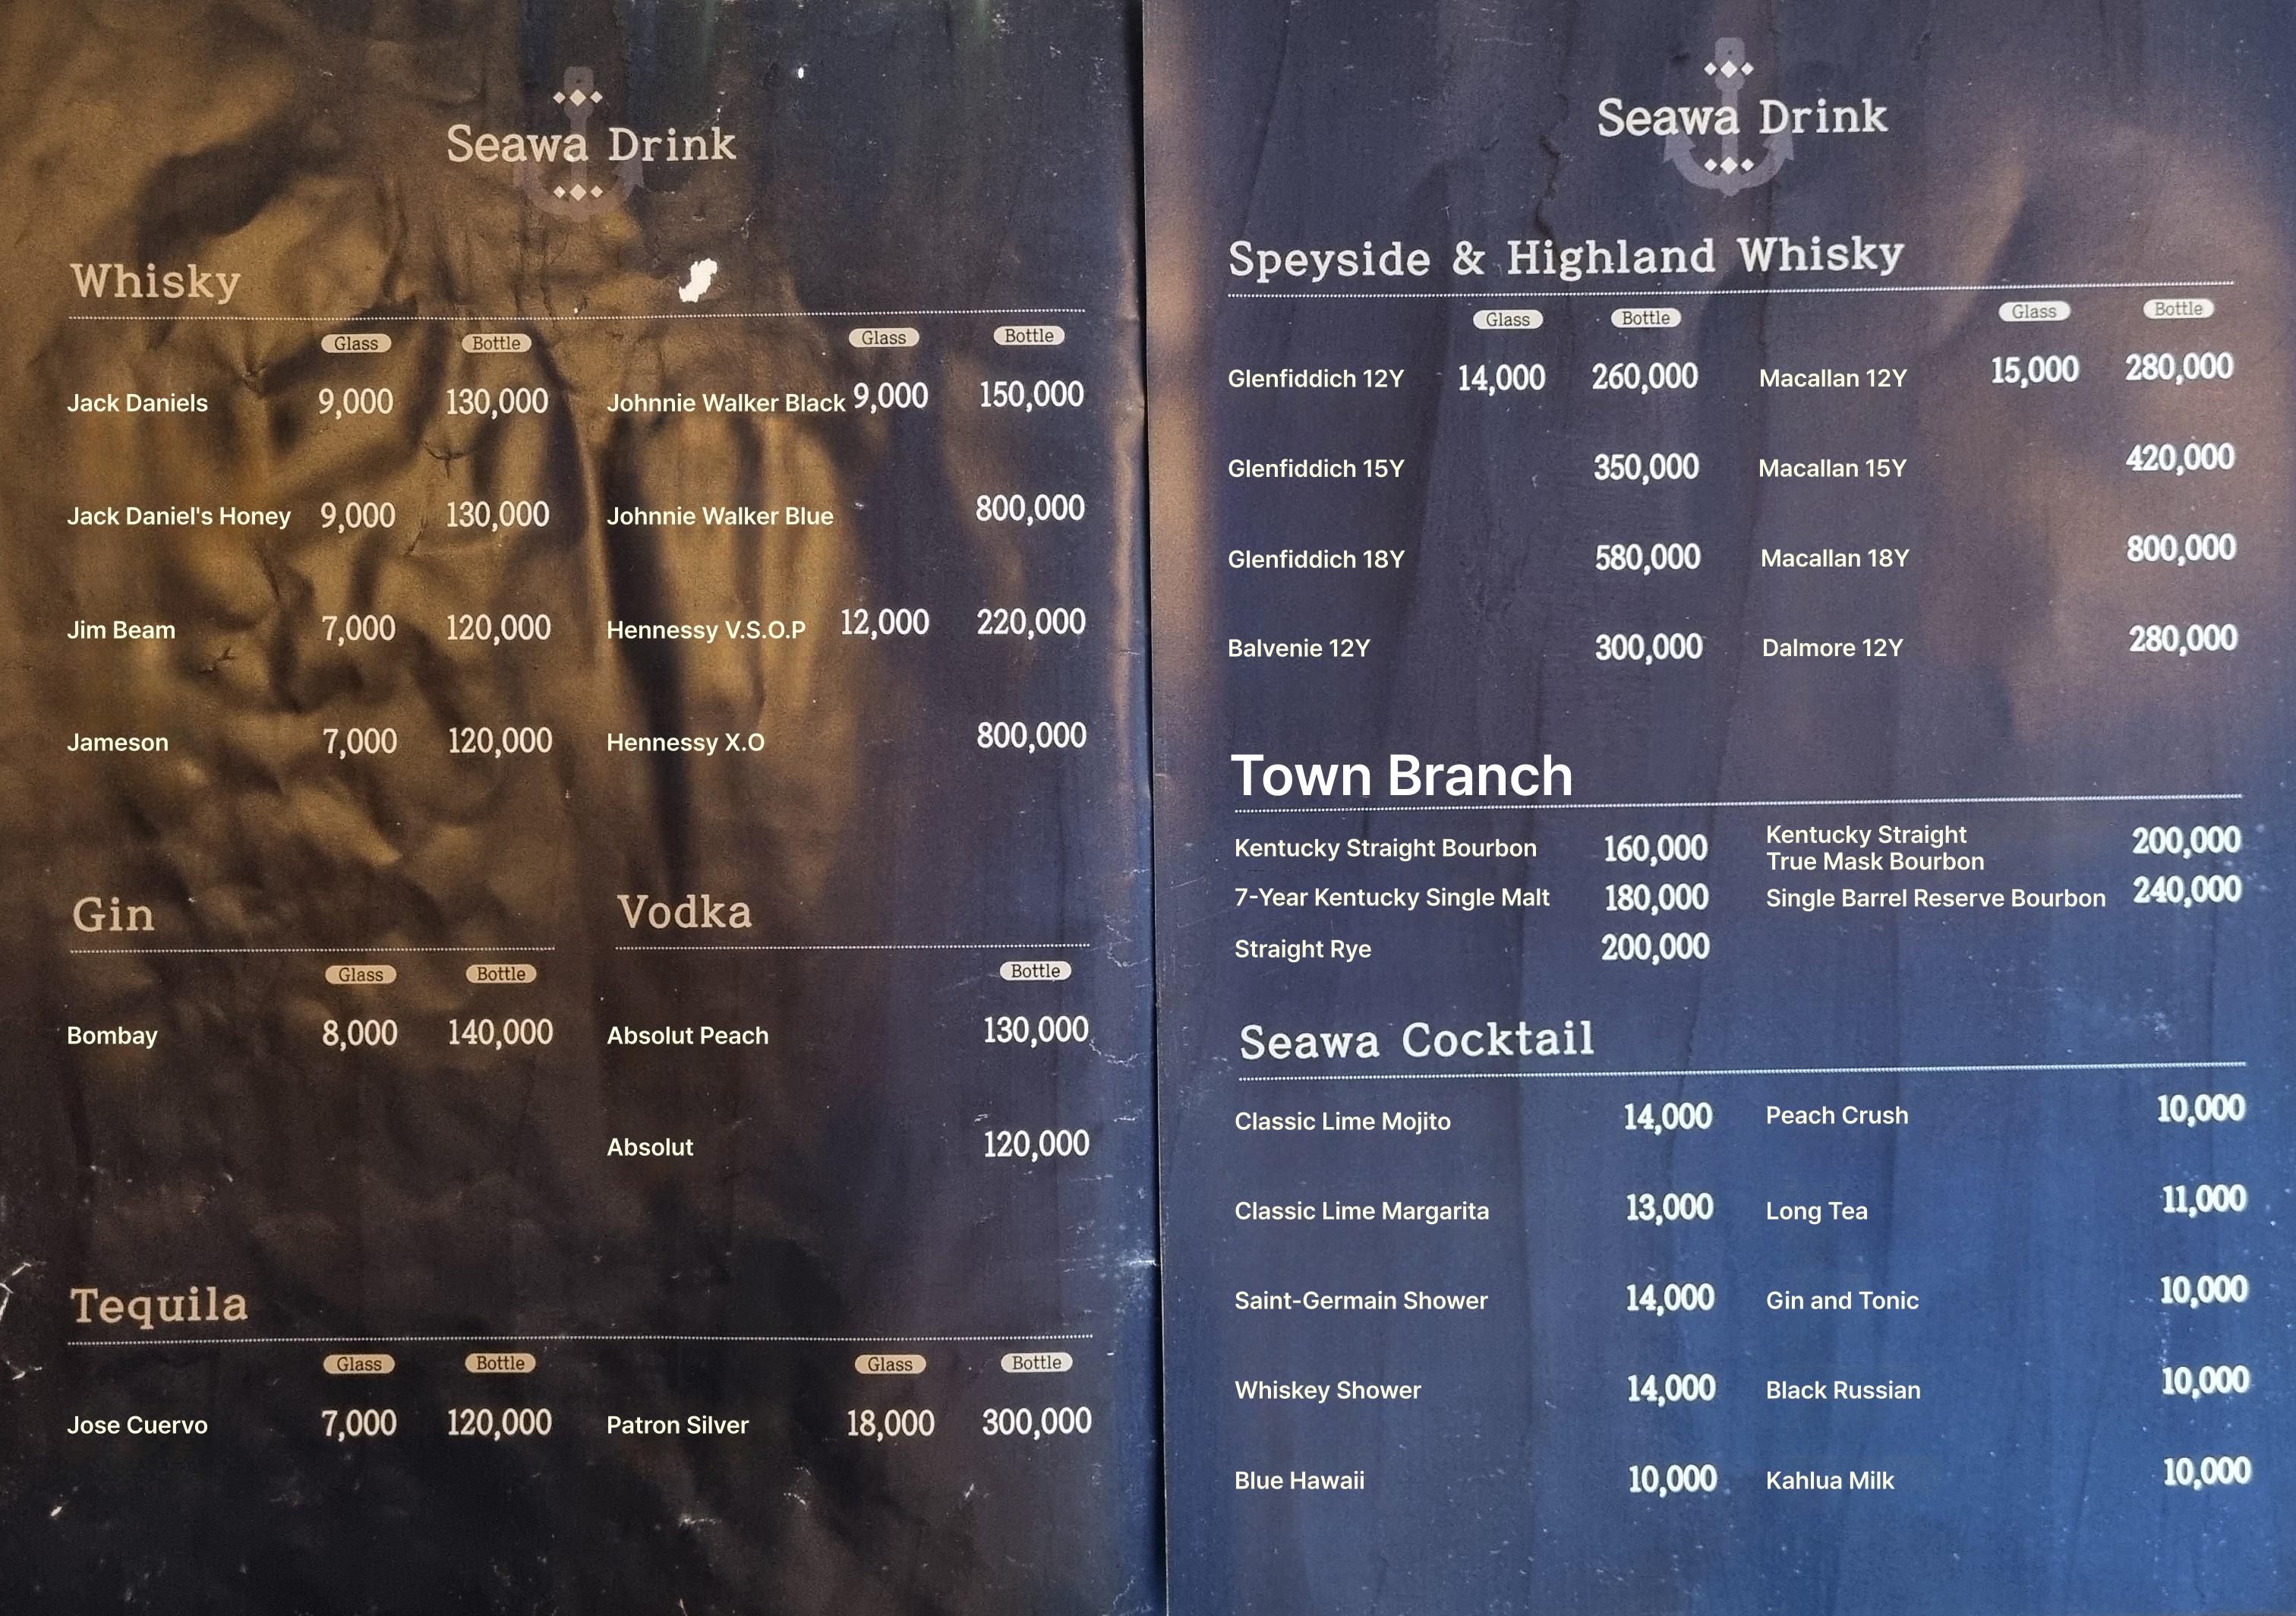 Seawa Drink
Whisky
Glass Bottle Glass Bottle
Jack Daniels 9,000 130,000 Johnnie Walker Black 9,000 150,000
Jack Daniel's Honey 9,000 130,000 Johnnie Walker Blue 800,000
Jim Beam 7,000 120,000 Hennessy V.S.O.P 12,000 220,000
Jameson 7,000 120,000 Hennessy X.O 800,000
Gin
Glass Bottle
Bombay 8,000 140,000
Vodka
Bottle
Absolut Peach 130,000
Absolut 120,000
Tequila
Glass Bottle Glass Bottle
Jose Cuervo 7,000 120,000 Patron Silver 18,000 300,000
Seawa Drink
Speyside & Highland Whisky
Glass Bottle Glass Bottle
Glenfiddich 12Y 14,000 260,000 Macallan 12Y 15,000 280,000
Glenfiddich 15Y 350,000 Macallan 15Y 420,000
Glenfiddich 18Y 580,000 Macallan 18Y 800,000
Balvenie 12Y 300,000 Dalmore 12Y 280,000
Town Branch
Kentucky Straight Bourbon 160,000 Kentucky Straight
True Mask Bourbon 200,000
7-Year Kentucky Single Malt 180,000 Single Barrel Reserve Bourbon 240,000
Straight Rye 200,000
Seawa Cocktail
Classic Lime Mojito 14,000 Peach Crush 10,000
Classic Lime Margarita 13,000 Long Tea 11,000
Saint-Germain Shower 14,000 Gin and Tonic 10,000
Whiskey Shower 14,000 Black Russian 10,000
Blue Hawaii 10,000 Kahlua Milk 10,000